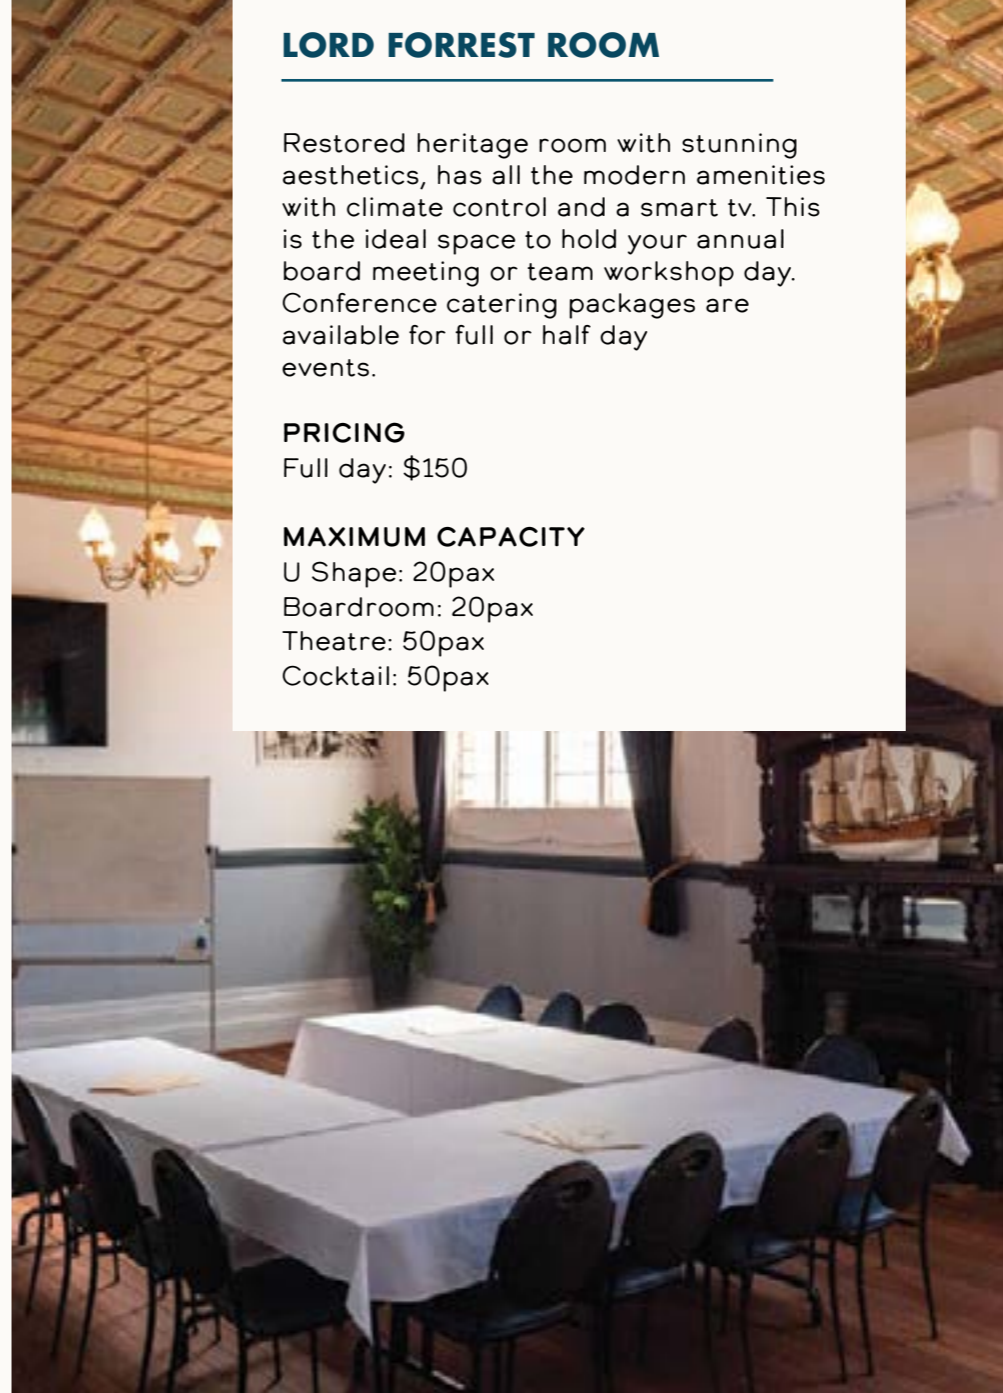 LORD FORREST ROOM
Restored heritage room with stunning
aesthetics, has all the modern amenities
with climate control and a smart tv. This
is the ideal space to hold your annual
board meeting or team workshop day.
Conference catering packages are
available for full or half day
events.
PRICING
Full day: $150
MAXIMUM CAPACITY
U Shape: 20pax
Boardroom: 20pax
Theatre: 50pax
Cocktail: 50pax